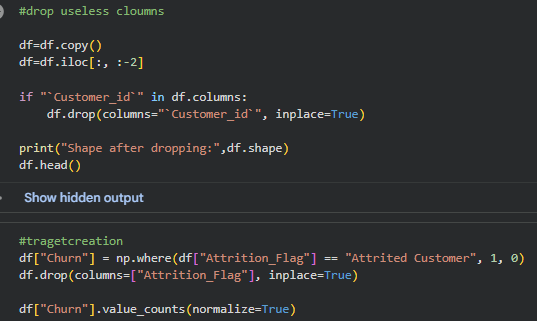 #drop useless cloumns
df=df.copy()
df=df.iloc[:, :-2]
if "`Customer_id`" in df.columns:
    df.drop(columns="`Customer_id`", inplace=True)
print("Shape after dropping:",df.shape)
df.head()
Show hidden output
#tragetcreation
df["Churn"] = np.where(df["Attrition_Flag"] == "Attrited Customer", 1, 0)
df.drop(columns=["Attrition_Flag"], inplace=True)
df["Churn"].value_counts(normalize=True)